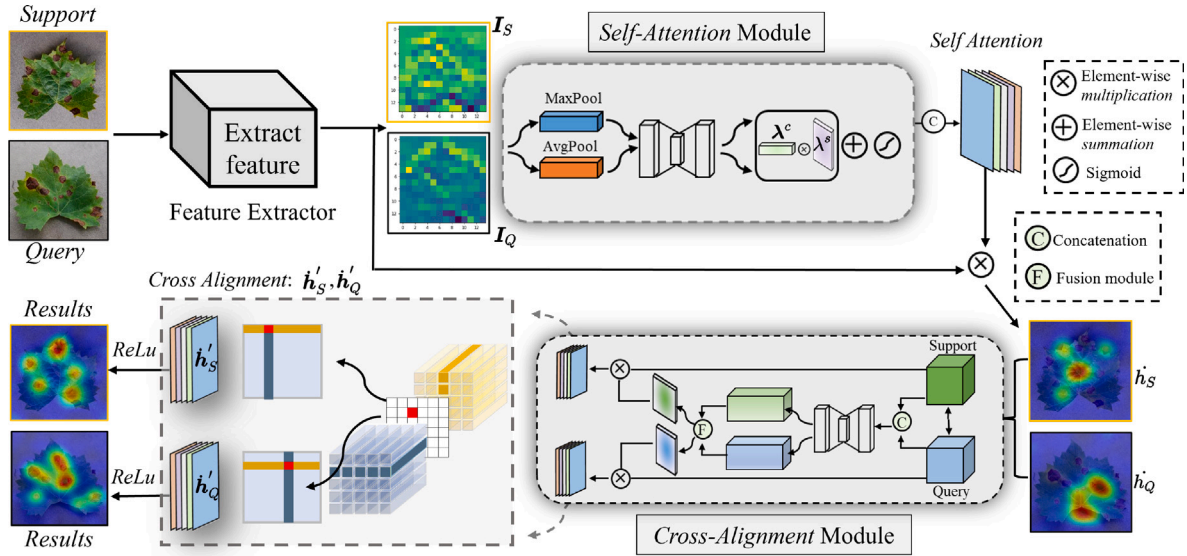 Support
Query
Extract
feature
Feature Extractor
I_S
I_Q
Self-Attention Module
MaxPool
AvgPool
λ^c
⊗
λ^s
C
Self Attention
Element-wise
multiplication
Element-wise
summation
Sigmoid
C Concatenation
F Fusion module
Cross Alignment: ḣ′_S, ḣ′_Q
Results
ReLu
ḣ′_S
ReLu
ḣ′_Q
Results
Support
C
F
Query
Cross-Alignment Module
ḣ_S
ḣ_Q